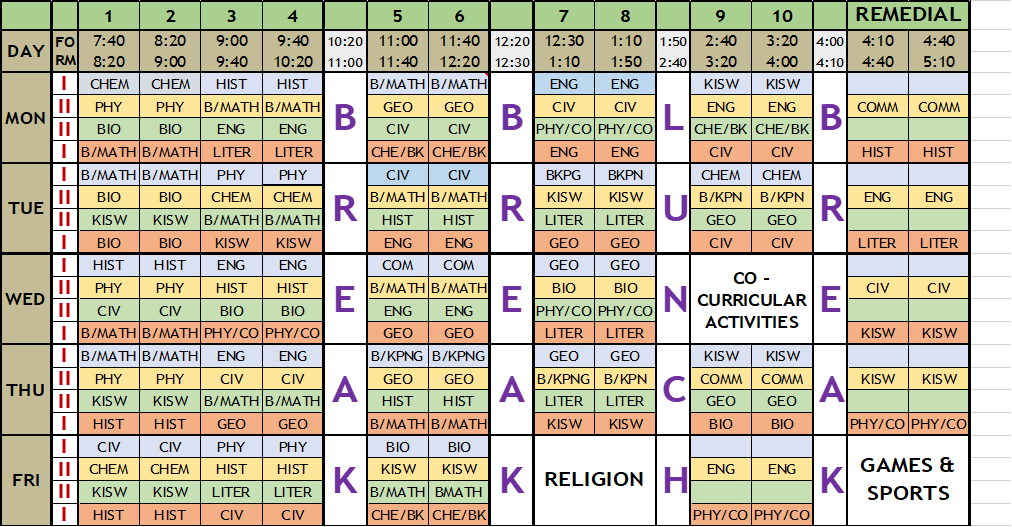 1 2 3 4 5 6 7 8 9 10 REMEDIAL
DAY FO RM 7:40 8:20 9:00 9:40 10:20 11:00 11:40 12:20 12:30 1:10 1:50 2:40 3:20 4:00 4:10 4:40
8:20 9:00 9:40 10:20 11:00 11:40 12:20 12:30 1:10 1:50 2:40 3:20 4:00 4:10 4:40 5:10
I CHEM CHEM HIST HIST B/MATH B/MATH ENG ENG KISW KISW
II PHY PHY B/MATH B/MATH GEO GEO CIV CIV ENG ENG COMM COMM
MON B B L B
II BIO BIO ENG ENG CIV CIV PHY/CO PHY/CO CHE/BK CHE/BK
I B/MATH B/MATH LITER LITER CHE/BK CHE/BK ENG ENG CIV CIV HIST HIST
I B/MATH B/MATH PHY PHY CIV CIV BKPG BKPN CHEM CHEM
II BIO BIO CHEM CHEM B/MATH B/MATH KISW KISW B/KPN B/KPN ENG ENG
TUE R R U R
II KISW KISW B/MATH B/MATH HIST HIST LITER LITER GEO GEO
I BIO BIO KISW KISW ENG ENG GEO GEO CIV CIV LITER LITER
I HIST HIST ENG ENG COM COM GEO GEO
II PHY PHY HIST HIST B/MATH B/MATH BIO BIO CIV CIV
WED E E N CO - CURRICULAR ACTIVITIES E
II CIV CIV BIO BIO ENG ENG PHY/CO PHY/CO
I B/MATH B/MATH PHY/CO PHY/CO GEO GEO LITER LITER KISW KISW
I B/MATH B/MATH ENG ENG B/KPNG B/KPNG GEO GEO KISW KISW
II PHY PHY CIV CIV GEO GEO B/KPNG B/KPN COMM COMM KISW KISW
THU A A C A
II KISW KISW B/MATH B/MATH HIST HIST LITER LITER GEO GEO
I HIST HIST GEO GEO B/MATH B/MATH KISW KISW BIO BIO PHY/CO PHY/CO
I CIV CIV PHY PHY BIO BIO
II CHEM CHEM HIST HIST KISW KISW ENG ENG
FRI K K RELIGION H K GAMES & SPORTS
II KISW KISW LITER LITER B/MATH BMATH
I HIST HIST CIV CIV CHE/BK CHE/BK PHY/CO PHY/CO